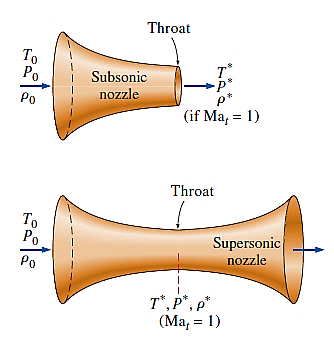 Throat
T₀
P₀
ρ₀
Subsonic
nozzle
T*
P*
ρ*
(if Maₜ = 1)
Throat
T₀
P₀
ρ₀
Supersonic
nozzle
T*, P*, ρ*
(Maₜ = 1)